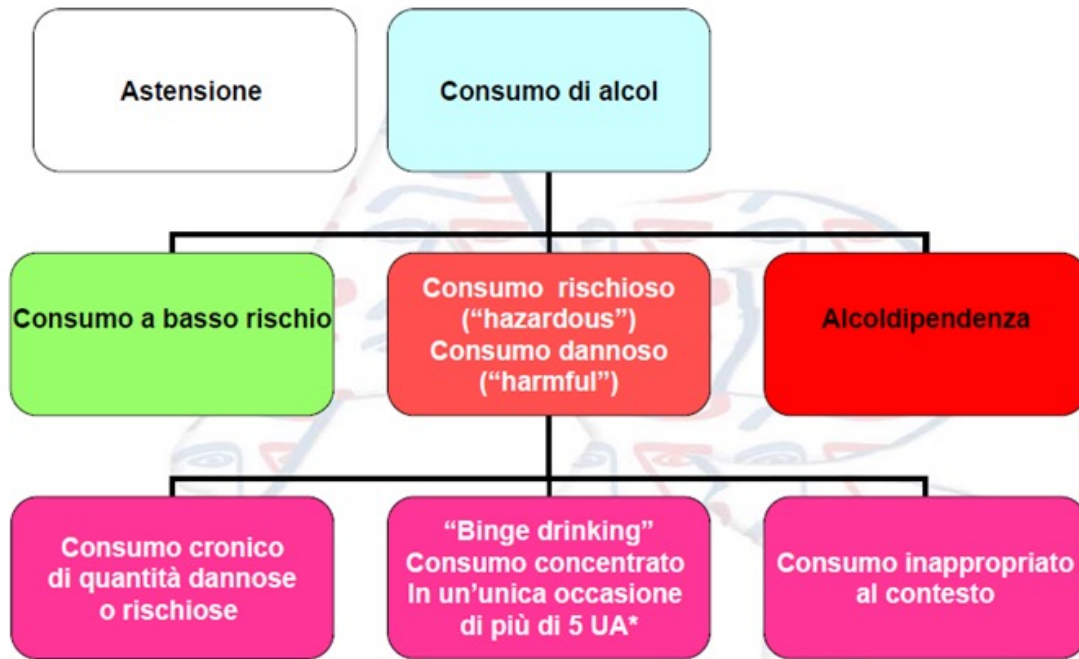 Astensione
Consumo di alcol
Consumo a basso rischio
Consumo rischioso
(“hazardous”)
Consumo dannoso
(“harmful”)
Alcoldipendenza
Consumo cronico
di quantità dannose
o rischiose
“Binge drinking”
Consumo concentrato
In un’unica occasione
di più di 5 UA*
Consumo inappropriato
al contesto